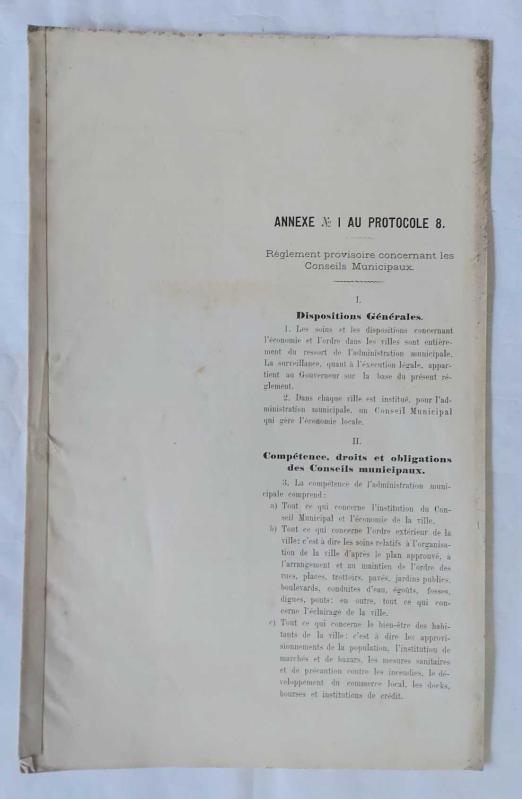 ANNEXE № I AU PROTOCOLE 8.
Réglement provisoire concernant les
Conseils Municipaux.
I.
Dispositions Générales.
1. Les soins et les dispositions concernant
l'économie et l'ordre dans les villes sont entière-
ment du ressort de l'administration municipale.
La surveillance, quant à l'éxécution légale, appar-
tient au Gouverneur sur la base du présent ré-
glement.
2. Dans chaque ville est institué, pour l'ad-
ministration municipale, un Conseil Municipal
qui gère l'économie locale.
II.
Compétence, droits et obligations
des Conseils municipaux.
3. La compétence de l'administration muni-
cipale comprend:
a) Tout ce qui concerne l'institution du Con-
seil Municipal et l'économie de la ville.
b) Tout ce qui concerne l'ordre extérieur de la
ville: c'est à dire les soins relatifs à l'organisa-
tion de la ville d'après le plan approuvé, à
l'arrangement et au maintien de l'ordre des
rues, places, trottoirs, pavés, jardins publics,
boulevards, conduites d'eau, égoûts, fosses,
digues, ponts: en outre, tout ce qui con-
cerne l'éclairage de la ville.
c) Tout ce qui concerne le bien-être des habi-
tants de la ville: c'est à dire les approvi-
sionnements de la population, l'institution de
marchés et de bazars, les mesures sanitaires
et de précaution contre les incendies, le dé-
veloppement du commerce local, les docks,
bourses et institutions de crédit.